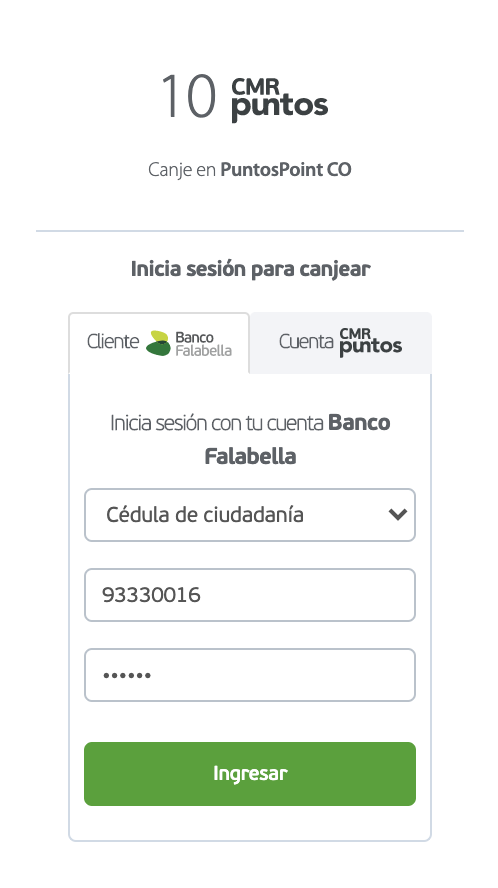 10 CMR puntos
Canje en PuntosPoint CO
Inicia sesión para canjear
Cliente Banco Falabella
Cuenta CMR puntos
Inicia sesión con tu cuenta Banco
Falabella
Cédula de ciudadanía
93330016
••••••
Ingresar